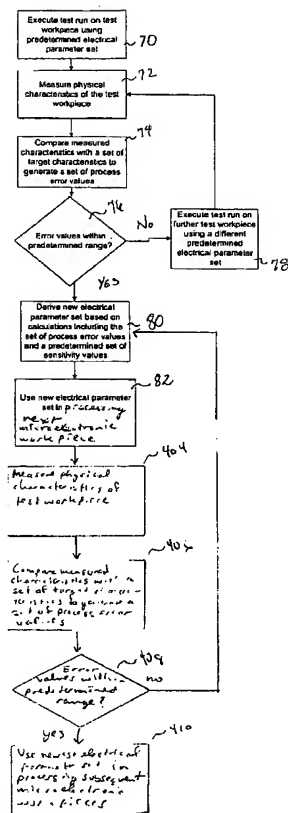 Execute test run on test
workpiece using
predetermined electrical
parameter set
70
72
Measure physical
characteristics of the test
workpiece
74
Compare measured
characteristics with a set of
target characteristics to
generate a set of process
error values
76
Error values within
predetermined range?
No
Execute test run on
further test workpiece
using a different
predetermined
electrical parameter
set
78
Yes
80
Derive new electrical
parameter set based on
calculations including the
set of process error values
and a predetermined set of
sensitivity values
82
Use new electrical parameter
set in processing
next
microelectronic
workpiece
404
Measure physical
characteristics of
test workpiece
Compare measured
characteristics with a
set of target charac-
teristics to generate a
set of process error
values
408
Error
values within
predetermined
range?
no
yes
410
Use newest electrical
parameter set in
processing subsequent
microelectronic
workpieces